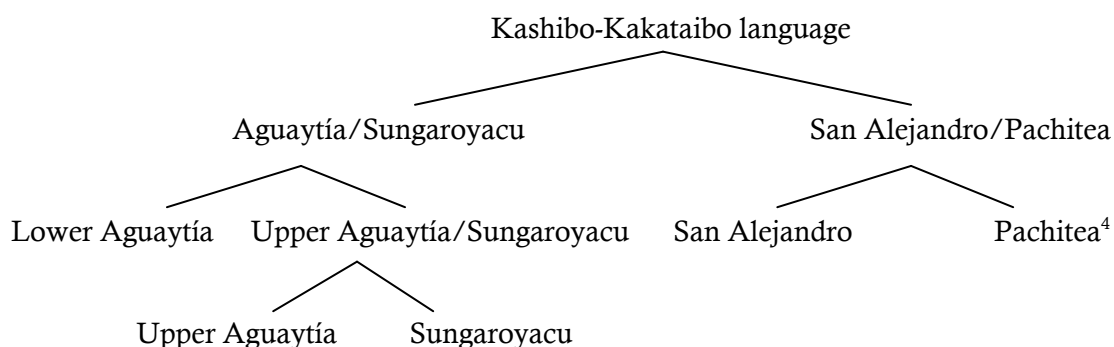 Kashibo-Kakataibo language
Aguaytía/Sungaroyacu San Alejandro/Pachitea
Lower Aguaytía Upper Aguaytía/Sungaroyacu San Alejandro Pachitea⁴
Upper Aguaytía Sungaroyacu